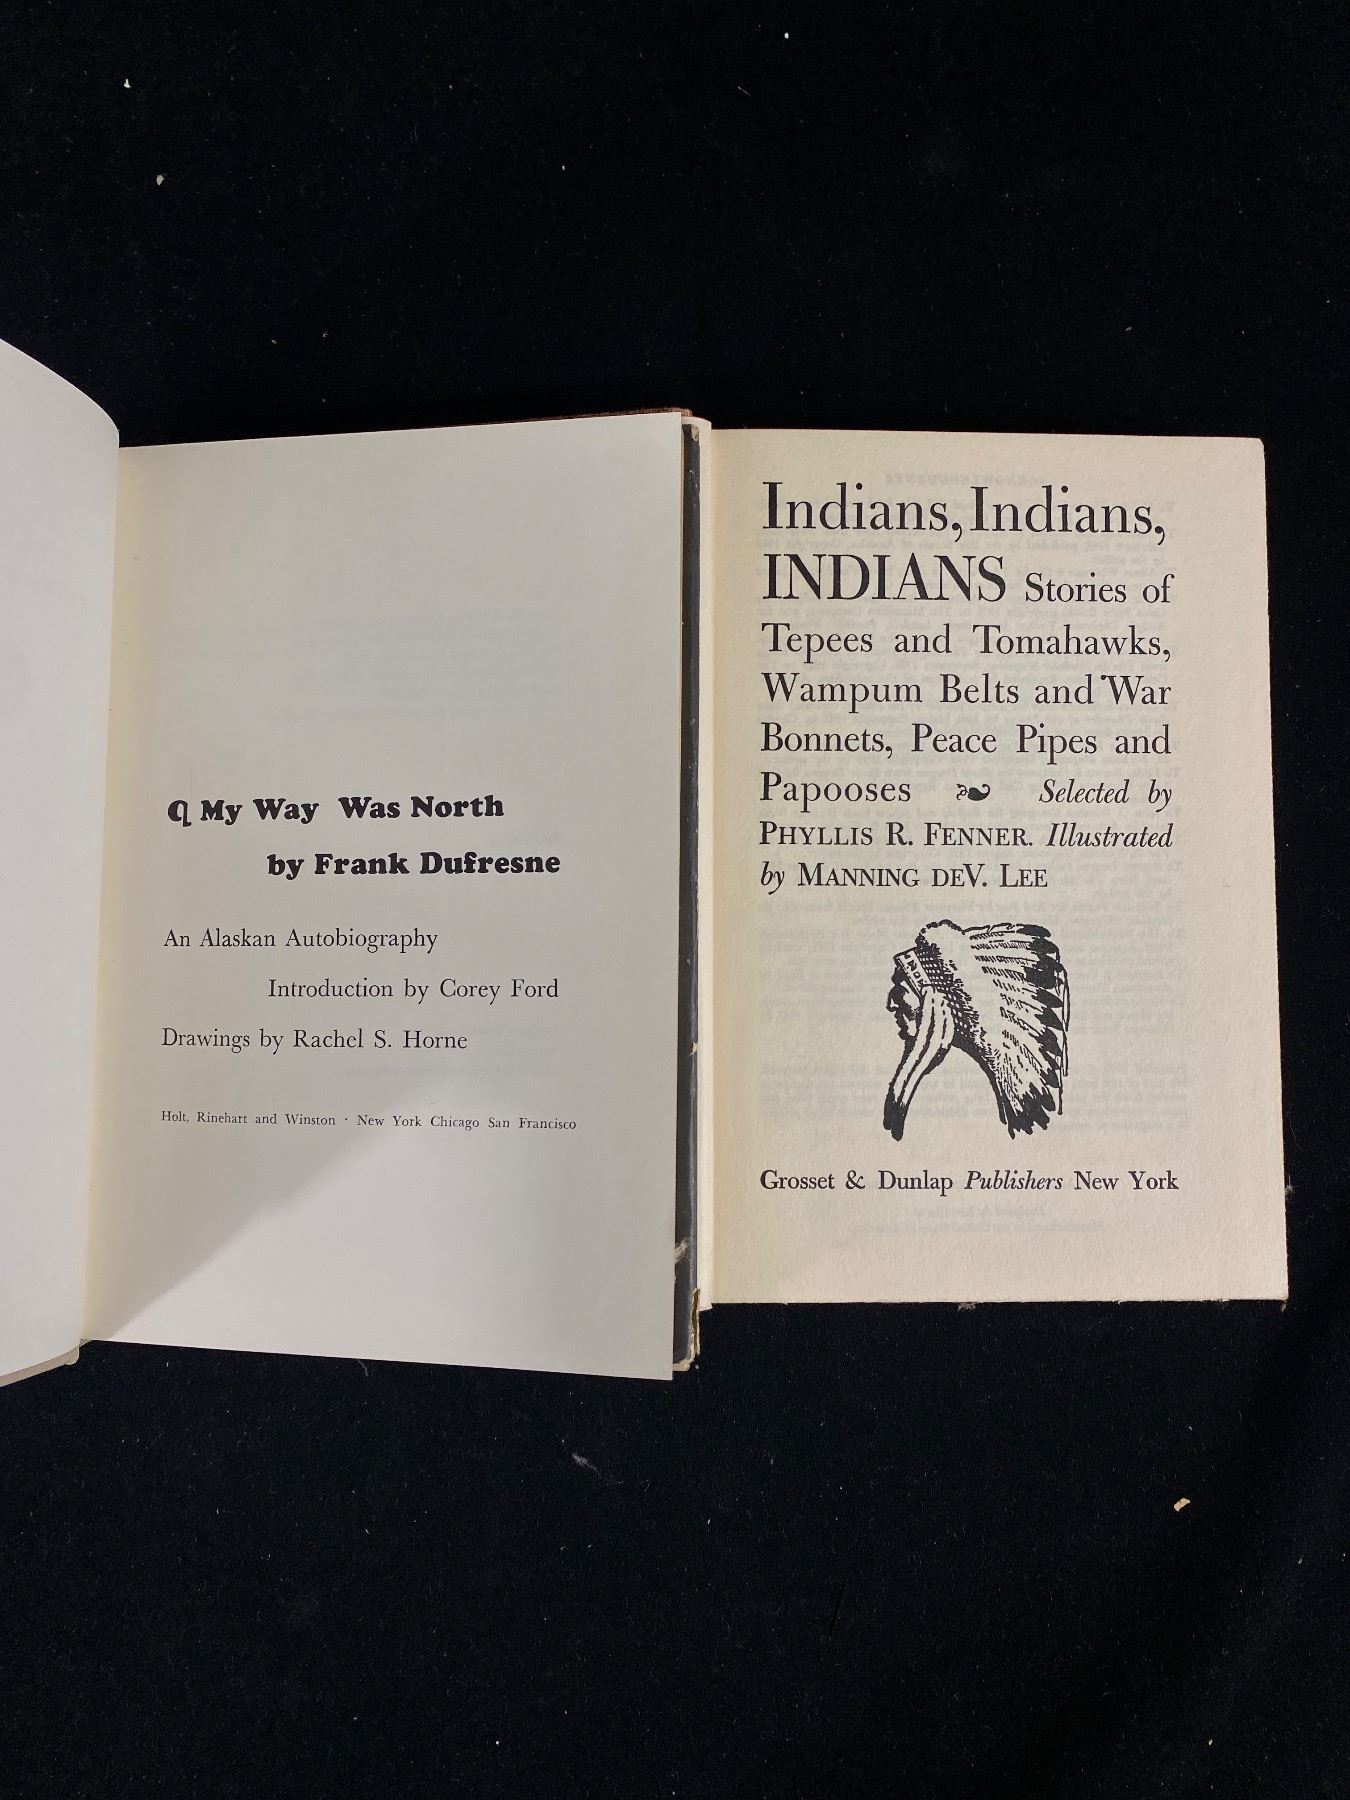 My Way Was North
by Frank Dufresne
An Alaskan Autobiography
Introduction by Corey Ford
Drawings by Rachel S. Horne
Holt, Rinehart and Winston · New York Chicago San Francisco
Indians, Indians,
INDIANS Stories of
Tepees and Tomahawks,
Wampum Belts and War
Bonnets, Peace Pipes and
Papooses ❧ Selected by
PHYLLIS R. FENNER. Illustrated
by MANNING DEV. LEE
Grosset & Dunlap Publishers New York